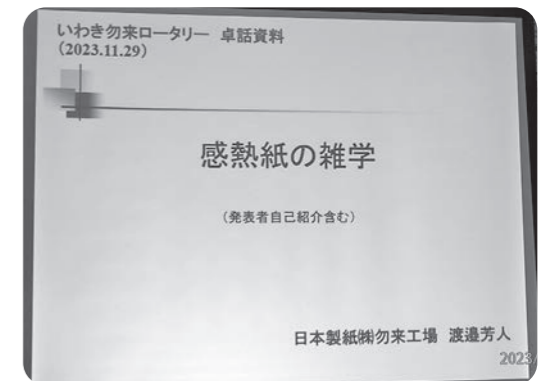 いわき勿来ロータリー 卓話資料
（2023.11.29）
感熱紙の雑学
（発表者自己紹介含む）
日本製紙㈱勿来工場 渡邉芳人
2023/